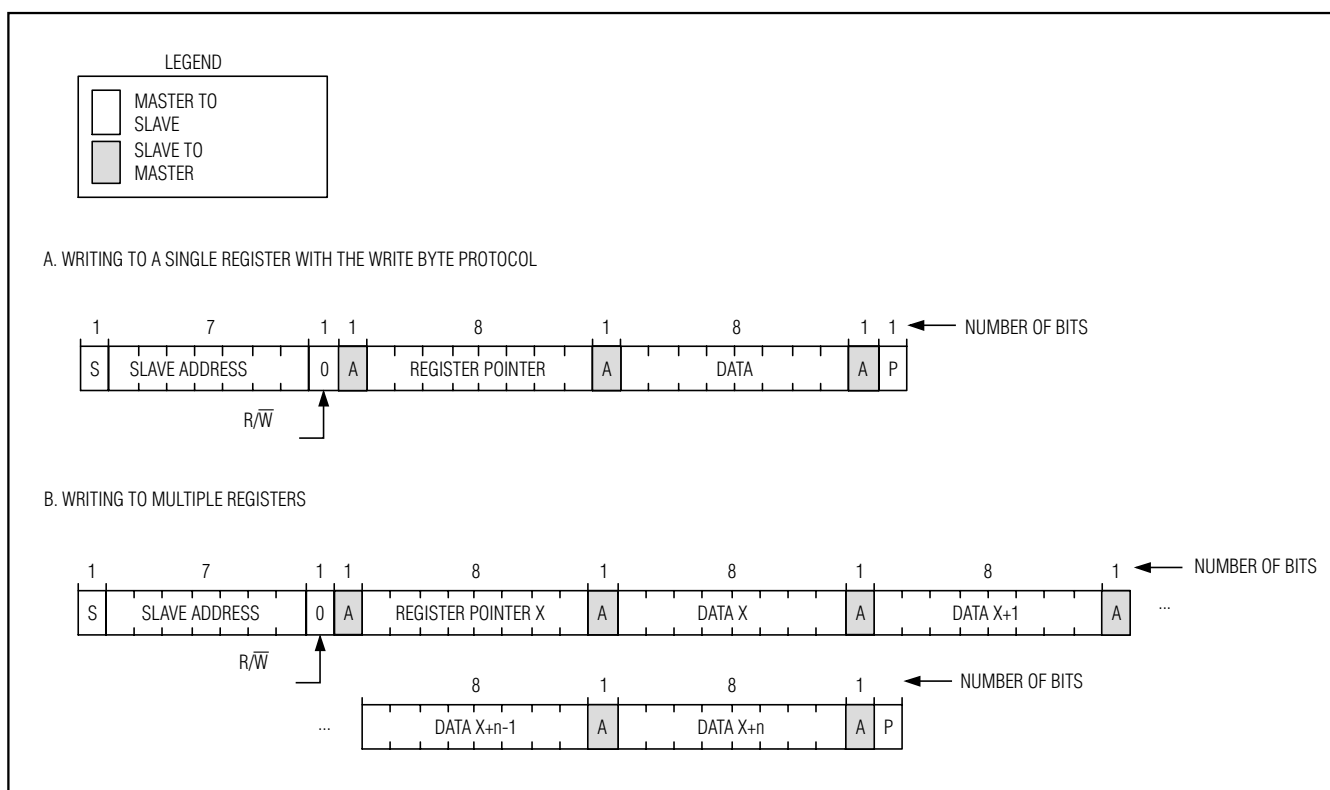 LEGEND
MASTER TO
SLAVE
SLAVE TO
MASTER
A. WRITING TO A SINGLE REGISTER WITH THE WRITE BYTE PROTOCOL
1 7 1 1 8 1 8 1 1 NUMBER OF BITS
S SLAVE ADDRESS 0 A REGISTER POINTER A DATA A P
R/W̅
B. WRITING TO MULTIPLE REGISTERS
1 7 1 1 8 1 8 1 8 1 NUMBER OF BITS
S SLAVE ADDRESS 0 A REGISTER POINTER X A DATA X A DATA X+1 A ...
R/W̅
8 1 8 1 NUMBER OF BITS
... DATA X+n-1 A DATA X+n A P